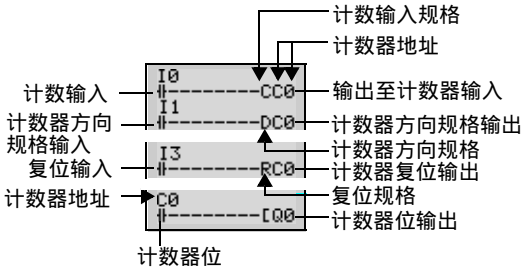 计数输入规格
计数器地址
I0
计数输入
╫--------CC0
输出至计数器输入
I1
计数器方向
规格输入
╫--------DC0
计数器方向规格输出
计数器方向规格
I3
复位输入
╫--------RC0
计数器复位输出
复位规格
计数器地址
C0
╫--------[Q0
计数器位输出
计数器位